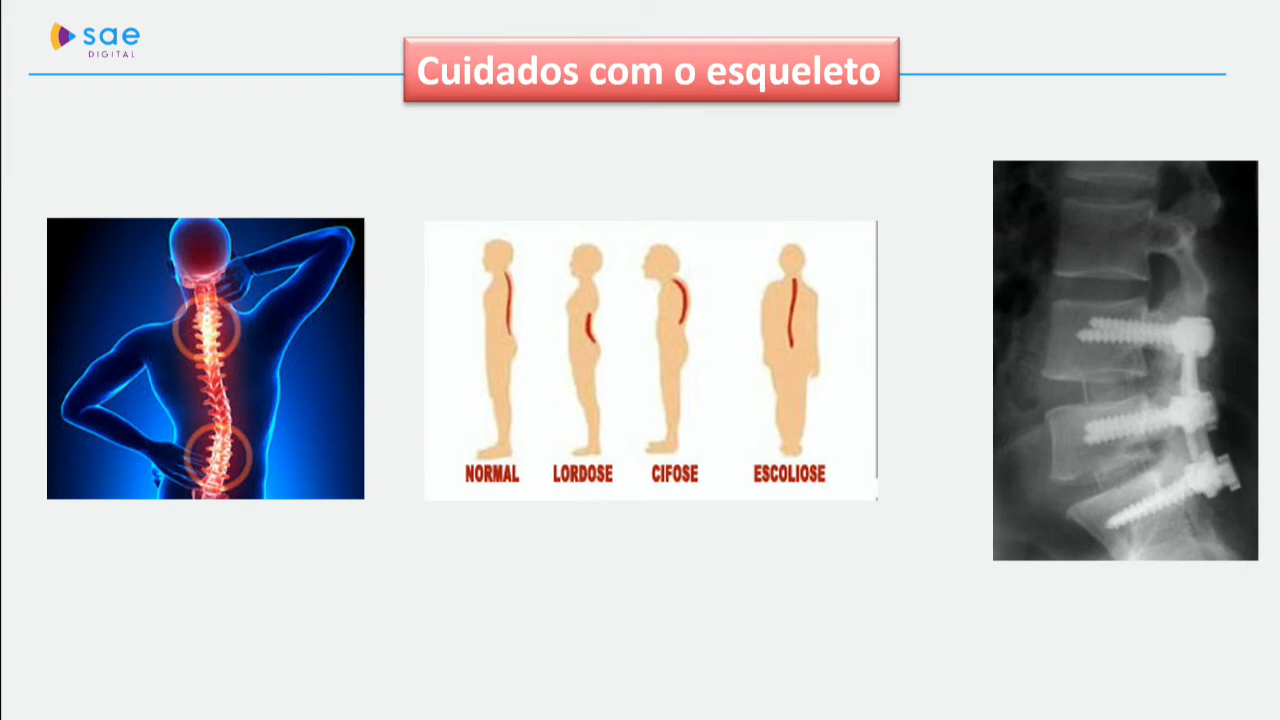 sae
DIGITAL
Cuidados com o esqueleto
NORMAL LORDOSE CIFOSE ESCOLIOSE